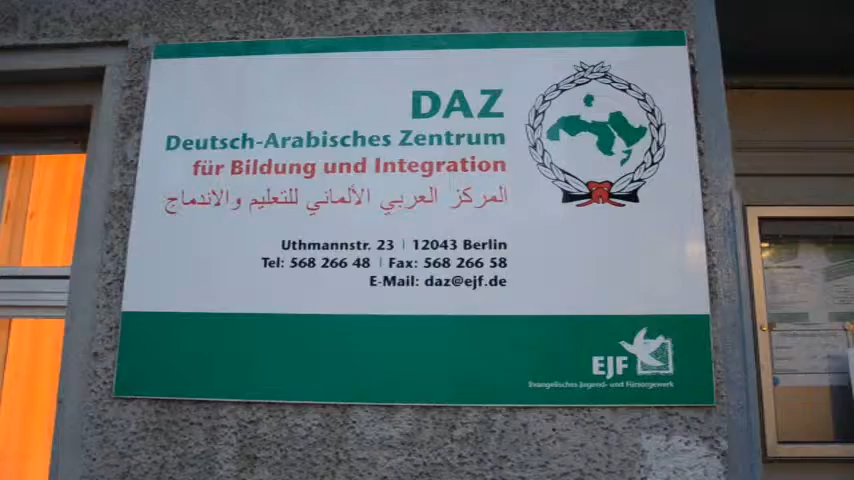 DAZ
Deutsch-Arabisches Zentrum
für Bildung und Integration
المركز العربي الألماني للتعليم والاندماج
Uthmannstr. 23 | 12043 Berlin
Tel: 568 266 48 | Fax: 568 266 58
E-Mail: daz@ejf.de
EJF
Evangelisches Jugend- und Fürsorgewerk